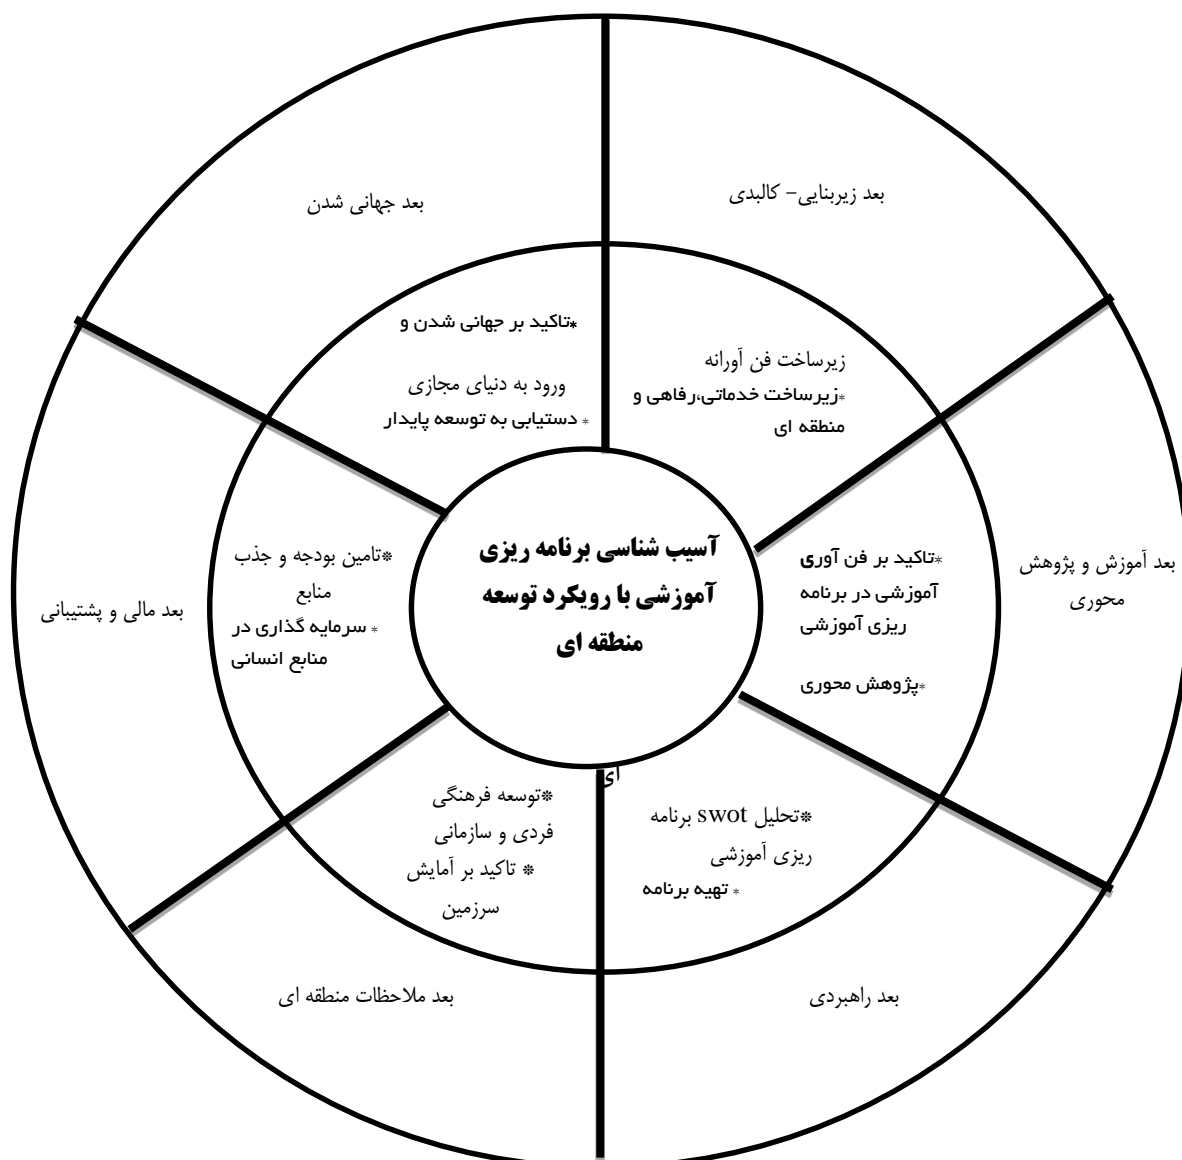 بعد زیربنایی- کالبدی
بعد جهانی شدن
*تاکید بر جهانی شدن و
ورود به دنیای مجازی
* دستیابی به توسعه پایدار
زیرساخت فن آورانه
*زیرساخت خدماتی،رفاهی و
منطقه ای
آسیب شناسی برنامه ریزی
آموزشی با رویکرد توسعه
منطقه ای
*تاکید بر فن آوری
آموزشی در برنامه
ریزی آموزشی
*پژوهش محوری
بعد آموزش و پژوهش
محوری
*تامین بودجه و جذب
منابع
* سرمایه گذاری در
منابع انسانی
بعد مالی و پشتیبانی
ای
*توسعه فرهنگی
فردی و سازمانی
* تاکید بر آمایش
سرزمین
*تحلیل swot برنامه
ریزی آموزشی
* تهیه برنامه
بعد راهبردی
بعد ملاحظات منطقه ای